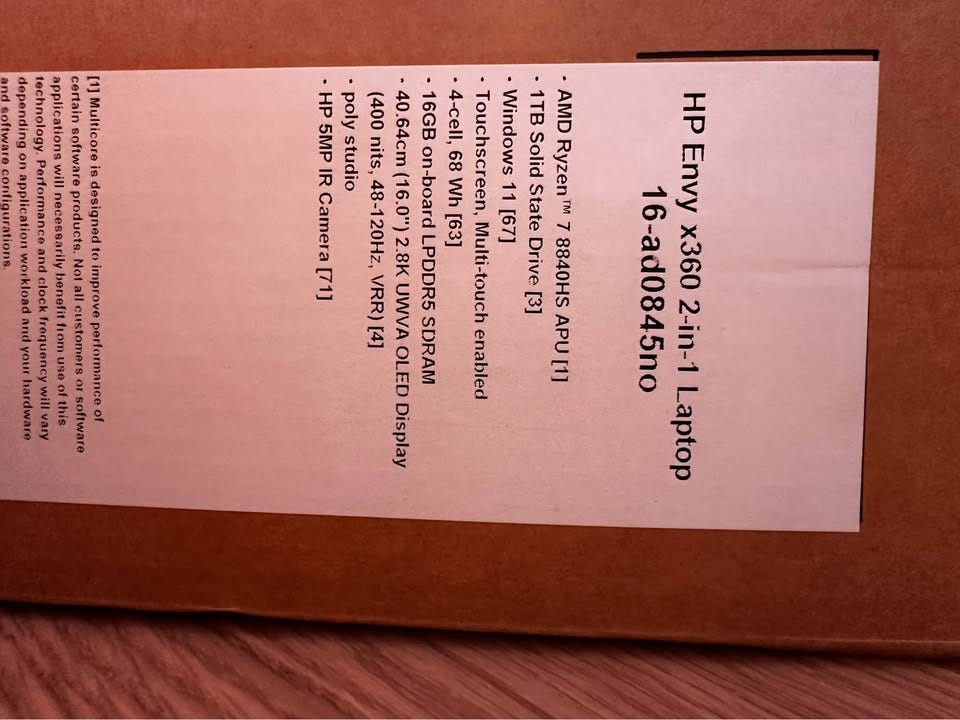 HP Envy x360 2-in-1 Laptop
16-ad0845no
· AMD Ryzen™ 7 8840HS APU [1]
· 1TB Solid State Drive [3]
· Windows 11 [67]
· Touchscreen, Multi-touch enabled
· 4-cell, 68 Wh [63]
· 16GB on-board LPDDR5 SDRAM
· 40.64cm (16.0") 2.8K UWVA OLED Display
(400 nits, 48-120Hz, VRR) [4]
· poly studio
· HP 5MP IR Camera [71]
[1] Multicore is designed to improve performance of
certain software products. Not all customers or software
applications will necessarily benefit from use of this
technology. Performance and clock frequency will vary
depending on application workload and your hardware
and software configurations.